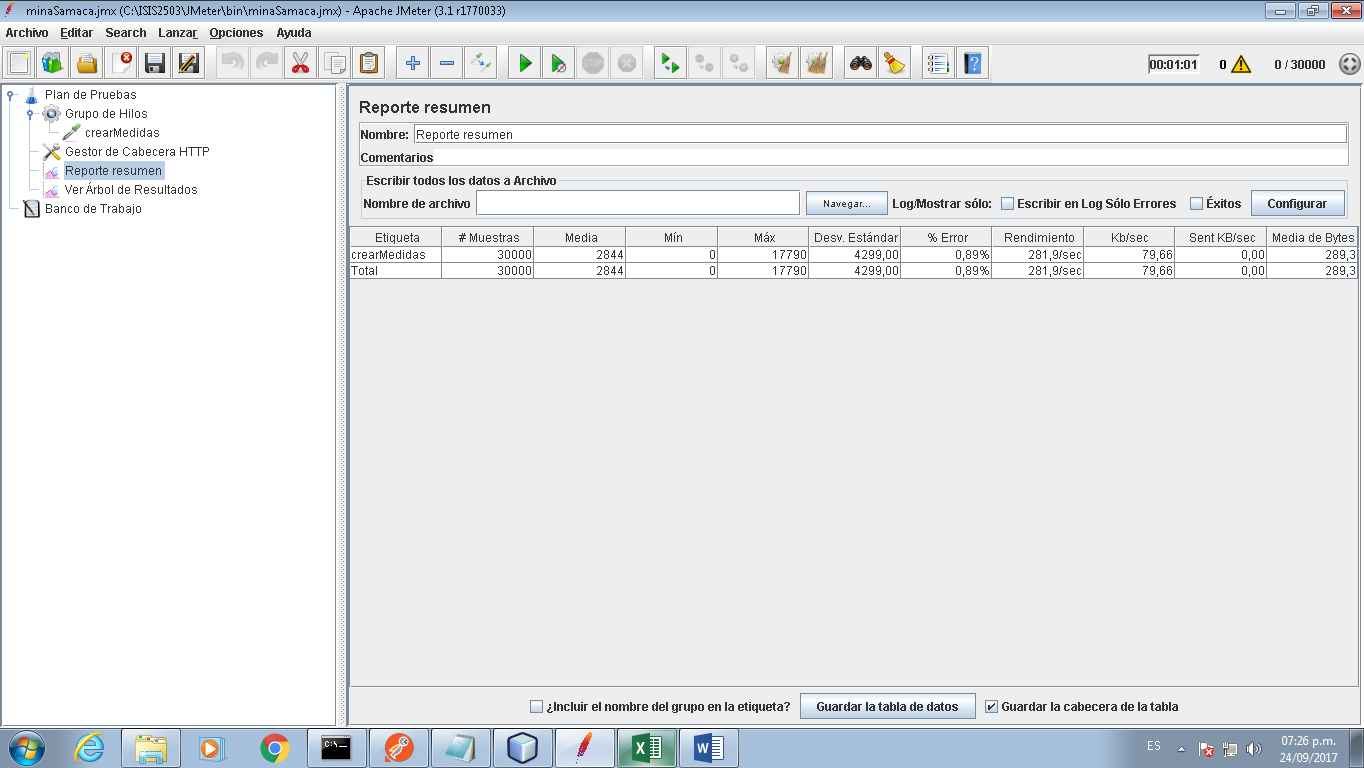 minaSamaca.jmx (C:\ISIS2503\JMeter\bin\minaSamaca.jmx) - Apache JMeter (3.1 r1770033)
Archivo Editar Search Lanzar Opciones Ayuda
STOP
00:01:01 0 0 / 30000
Plan de Pruebas
Grupo de Hilos
crearMedidas
Gestor de Cabecera HTTP
Reporte resumen
Ver Árbol de Resultados
Banco de Trabajo
Reporte resumen
Nombre: Reporte resumen
Comentarios
Escribir todos los datos a Archivo
Nombre de archivo Navegar... Log/Mostrar sólo: Escribir en Log Sólo Errores Éxitos Configurar
Etiqueta # Muestras Media Mín Máx Desv. Estándar % Error Rendimiento Kb/sec Sent KB/sec Media de Bytes
crearMedidas 30000 2844 0 17790 4299,00 0,89% 281,9/sec 79,66 0,00 289,3
Total 30000 2844 0 17790 4299,00 0,89% 281,9/sec 79,66 0,00 289,3
¿Incluir el nombre del grupo en la etiqueta? Guardar la tabla de datos Guardar la cabecera de la tabla
C:\
ES
07:26 p.m.
24/09/2017